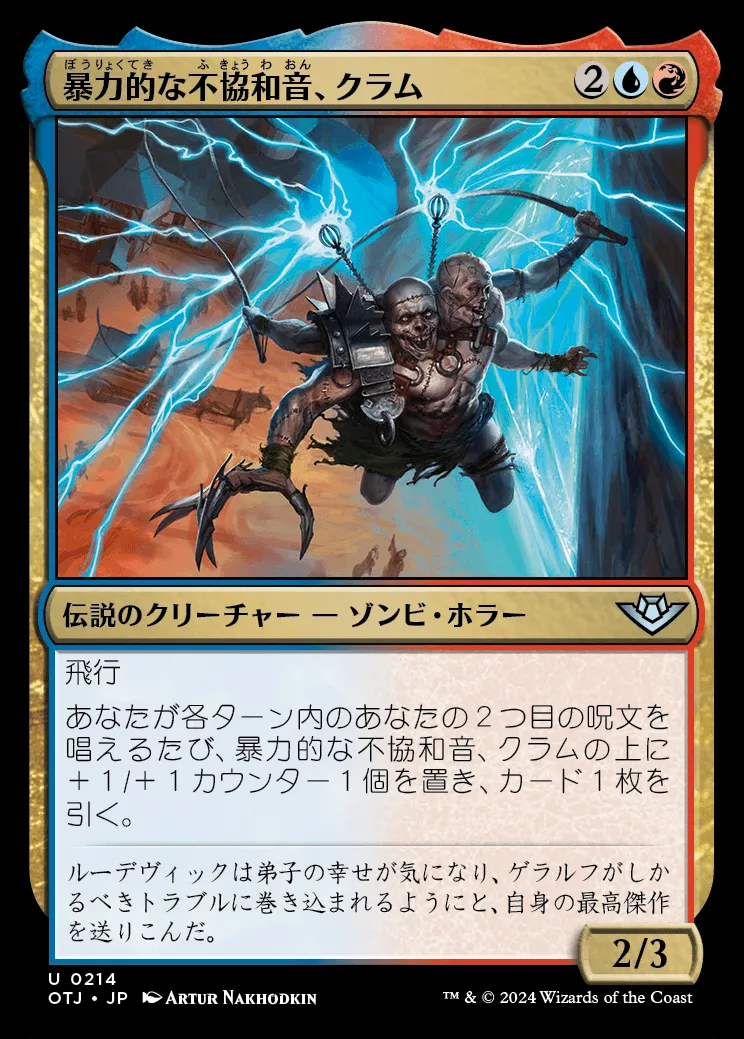 ぼうりょくてき ふきょうわおん
暴力的な不協和音、クラム 2
伝説のクリーチャー — ゾンビ・ホラー
飛行
あなたが各ターン内のあなたの２つ目の呪文を
唱えるたび、暴力的な不協和音、クラムの上に
＋１/＋１カウンター１個を置き、カード１枚を
引く。
ルーデヴィックは弟子の幸せが気になり、ゲラルフがしか
るべきトラブルに巻き込まれるようにと、自身の最高傑作
を送りこんだ。
2/3
U 0214
OTJ • JP ARTUR NAKHODKIN
™ & © 2024 Wizards of the Coast